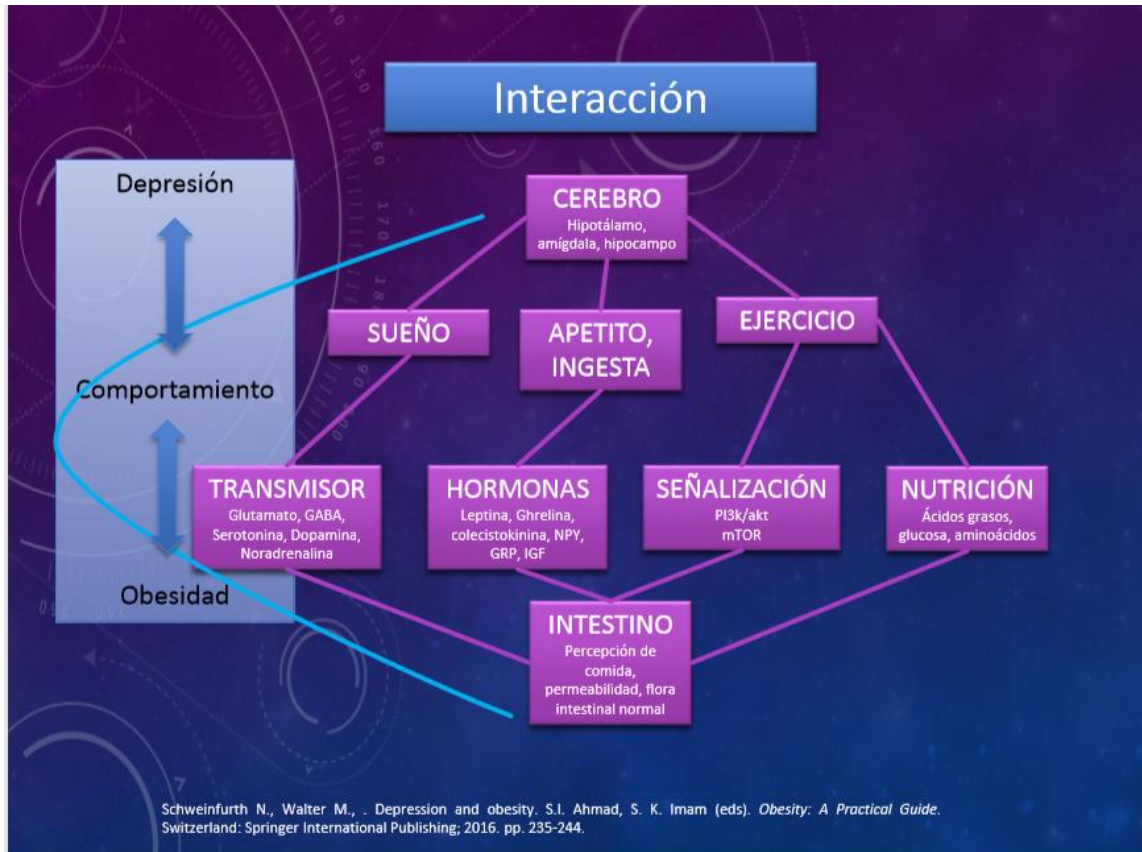 Interacción
Depresión
Comportamiento
Obesidad
CEREBRO
Hipotálamo,
amígdala, hipocampo
SUEÑO
APETITO,
INGESTA
EJERCICIO
TRANSMISOR
Glutamato, GABA,
Serotonina, Dopamina,
Noradrenalina
HORMONAS
Leptina, Ghrelina,
colecistokinina, NPY,
GRP, IGF
SEÑALIZACIÓN
PI3k/akt
mTOR
NUTRICIÓN
Ácidos grasos,
glucosa, aminoácidos
INTESTINO
Percepción de
comida,
permeabilidad, flora
intestinal normal
Schweinfurth N., Walter M., . Depression and obesity. S.I. Ahmad, S. K. Imam (eds). Obesity: A Practical Guide.
Switzerland: Springer International Publishing; 2016. pp. 235-244.
150
160
170